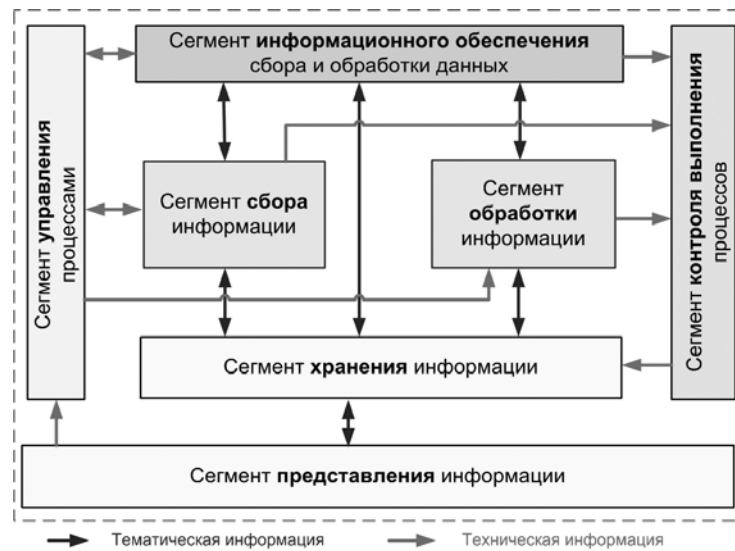 Сегмент информационного обеспечения
сбора и обработки данных
Сегмент управления
процессами
Сегмент сбора
информации
Сегмент
обработки
информации
Сегмент контроля выполнения
процессов
Сегмент хранения информации
Сегмент представления информации
Тематическая информация
Техническая информация